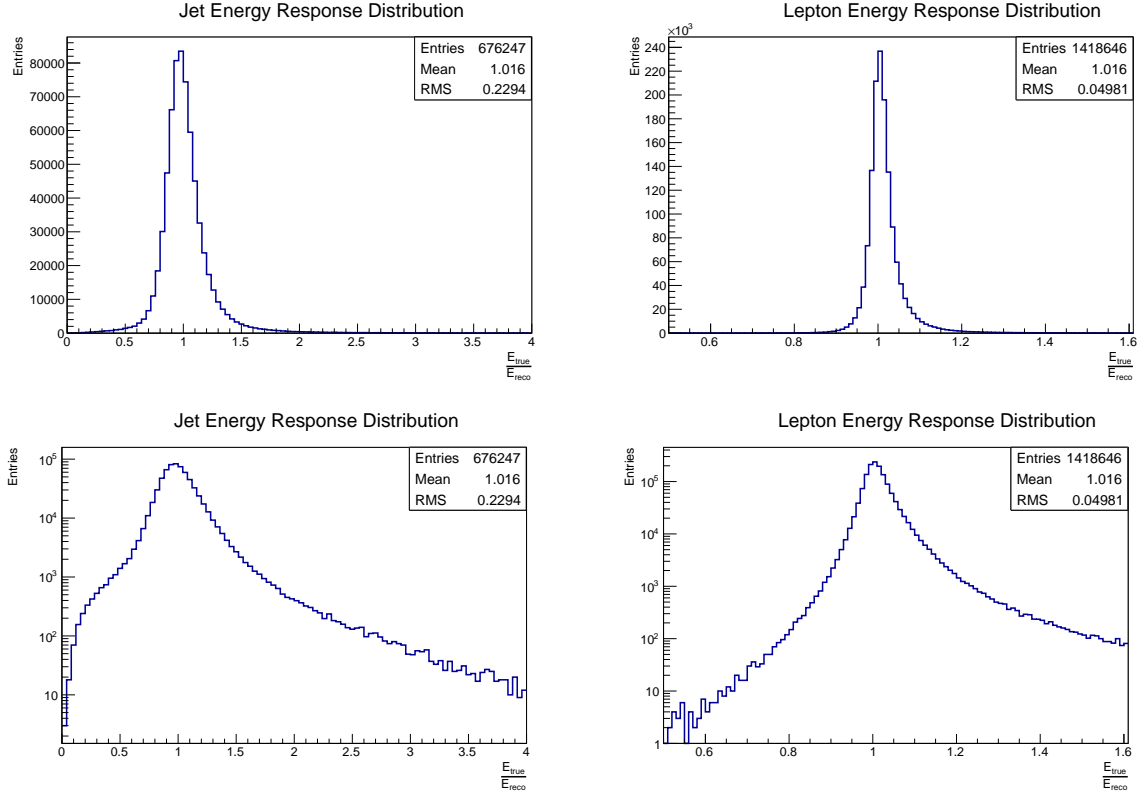 Jet Energy Response Distribution
Entries
Entries 676247
Mean 1.016
RMS 0.2294
80000
70000
60000
50000
40000
30000
20000
10000
0
0 0.5 1 1.5 2 2.5 3 3.5 4
E_true
E_reco
Lepton Energy Response Distribution
×10³
Entries
Entries 1418646
Mean 1.016
RMS 0.04981
240
220
200
180
160
140
120
100
80
60
40
20
0
0.6 0.8 1 1.2 1.4 1.6
E_true
E_reco
Jet Energy Response Distribution
Entries
Entries 676247
Mean 1.016
RMS 0.2294
10⁵
10⁴
10³
10²
10
0 0.5 1 1.5 2 2.5 3 3.5 4
E_true
E_reco
Lepton Energy Response Distribution
Entries
Entries 1418646
Mean 1.016
RMS 0.04981
10⁵
10⁴
10³
10²
10
1
0.6 0.8 1 1.2 1.4 1.6
E_true
E_reco